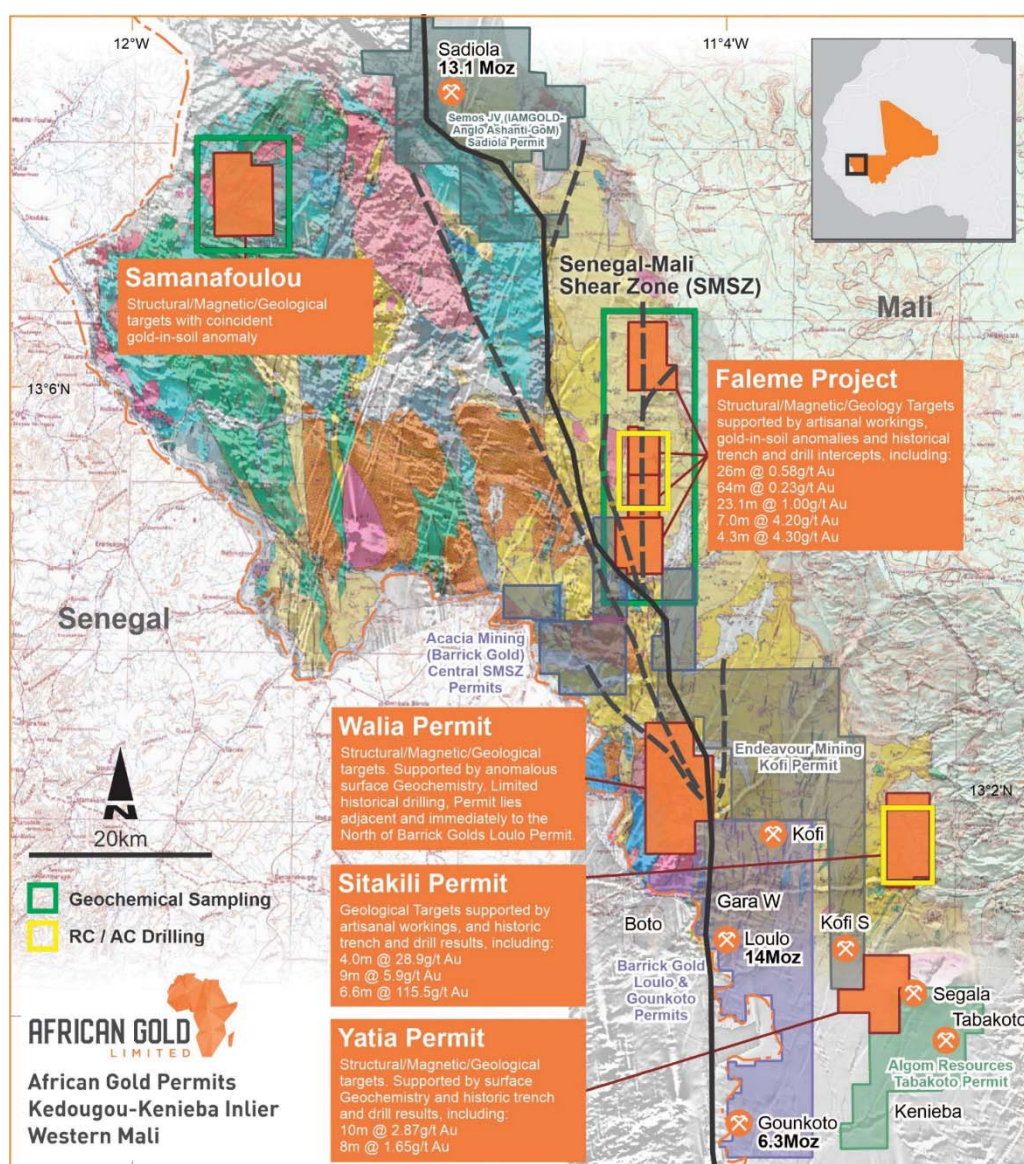 12°W
11°4'W
Sadiola
13.1 Moz
Semos JV (IAMGOLD-
Anglo Ashanti-GoM)
Sadiola Permit
Samanafoulou
Structural/Magnetic/Geological
targets with coincident
gold-in-soil anomaly
Senegal-Mali
Shear Zone (SMSZ)
Mali
13°6'N
Faleme Project
Structural/Magnetic/Geology Targets
supported by artisanal workings,
gold-in-soil anomalies and historical
trench and drill intercepts, including:
26m @ 0.58g/t Au
64m @ 0.23g/t Au
23.1m @ 1.00g/t Au
7.0m @ 4.20g/t Au
4.3m @ 4.30g/t Au
Senegal
Acacia Mining
(Barrick Gold)
Central SMSZ
Permits
Walia Permit
Structural/Magnetic/Geological
targets. Supported by anomalous
surface Geochemistry. Limited
historical drilling, Permit lies
adjacent and immediately to the
North of Barrick Golds Loulo Permit.
Endeavour Mining
Kofi Permit
13°2'N
N
20km
Kofi
Geochemical Sampling
RC / AC Drilling
Sitakili Permit
Geological Targets supported by
artisanal workings, and historic
trench and drill results, including:
4.0m @ 28.9g/t Au
9m @ 5.9g/t Au
6.6m @ 115.5g/t Au
Gara W
Boto
Kofi S
Loulo
14Moz
Barrick Gold
Loulo &
Gounkoto
Permits
Segala
Tabakoto
Algom Resources
Tabakoto Permit
Kenieba
AFRICAN GOLD
LIMITED
African Gold Permits
Kedougou-Kenieba Inlier
Western Mali
Yatia Permit
Structural/Magnetic/Geological
targets. Supported by surface
Geochemistry and historic trench
and drill results, including:
10m @ 2.87g/t Au
8m @ 1.65g/t Au
Gounkoto
6.3Moz